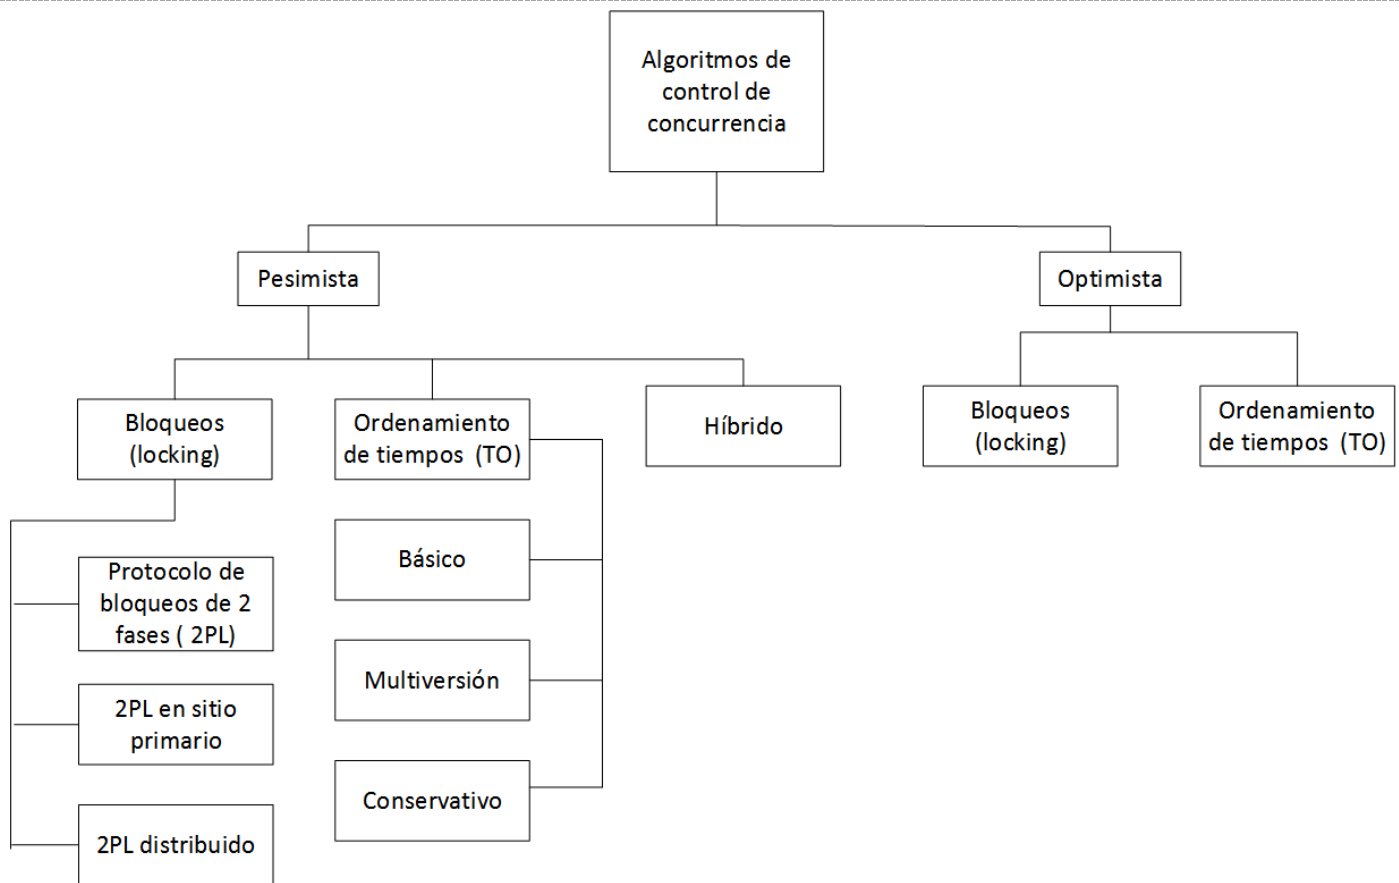 Algoritmos de
control de
concurrencia
Pesimista
Optimista
Bloqueos
(locking)
Ordenamiento
de tiempos (TO)
Híbrido
Bloqueos
(locking)
Ordenamiento
de tiempos (TO)
Protocolo de
bloqueos de 2
fases ( 2PL)
2PL en sitio
primario
2PL distribuido
Básico
Multiversión
Conservativo